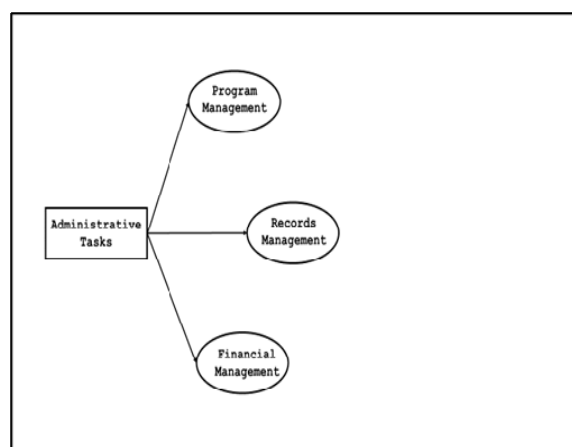 Program
Management
Administrative
Tasks
Records
Management
Financial
Management